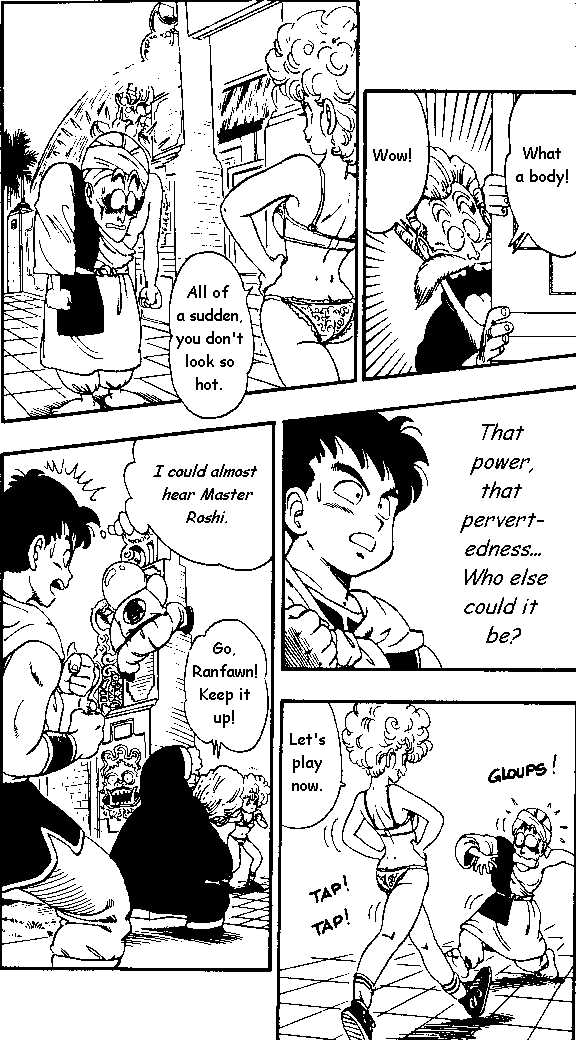 All of
a sudden,
you don't
look so
hot.
Wow!
What
a body!
I could almost
hear Master
Roshi.
Go,
Ranfawn!
Keep it
up!
That
power,
that
pervert-
edness...
Who else
could it
be?
Let's
play
now.
GLOUPS!
TAP!
TAP!